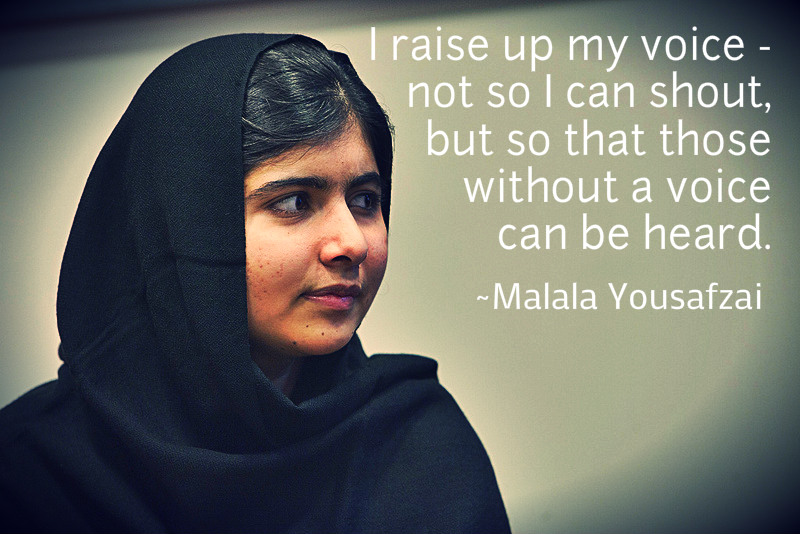 I raise up my voice -
not so I can shout,
but so that those
without a voice
can be heard.
~Malala Yousafzai